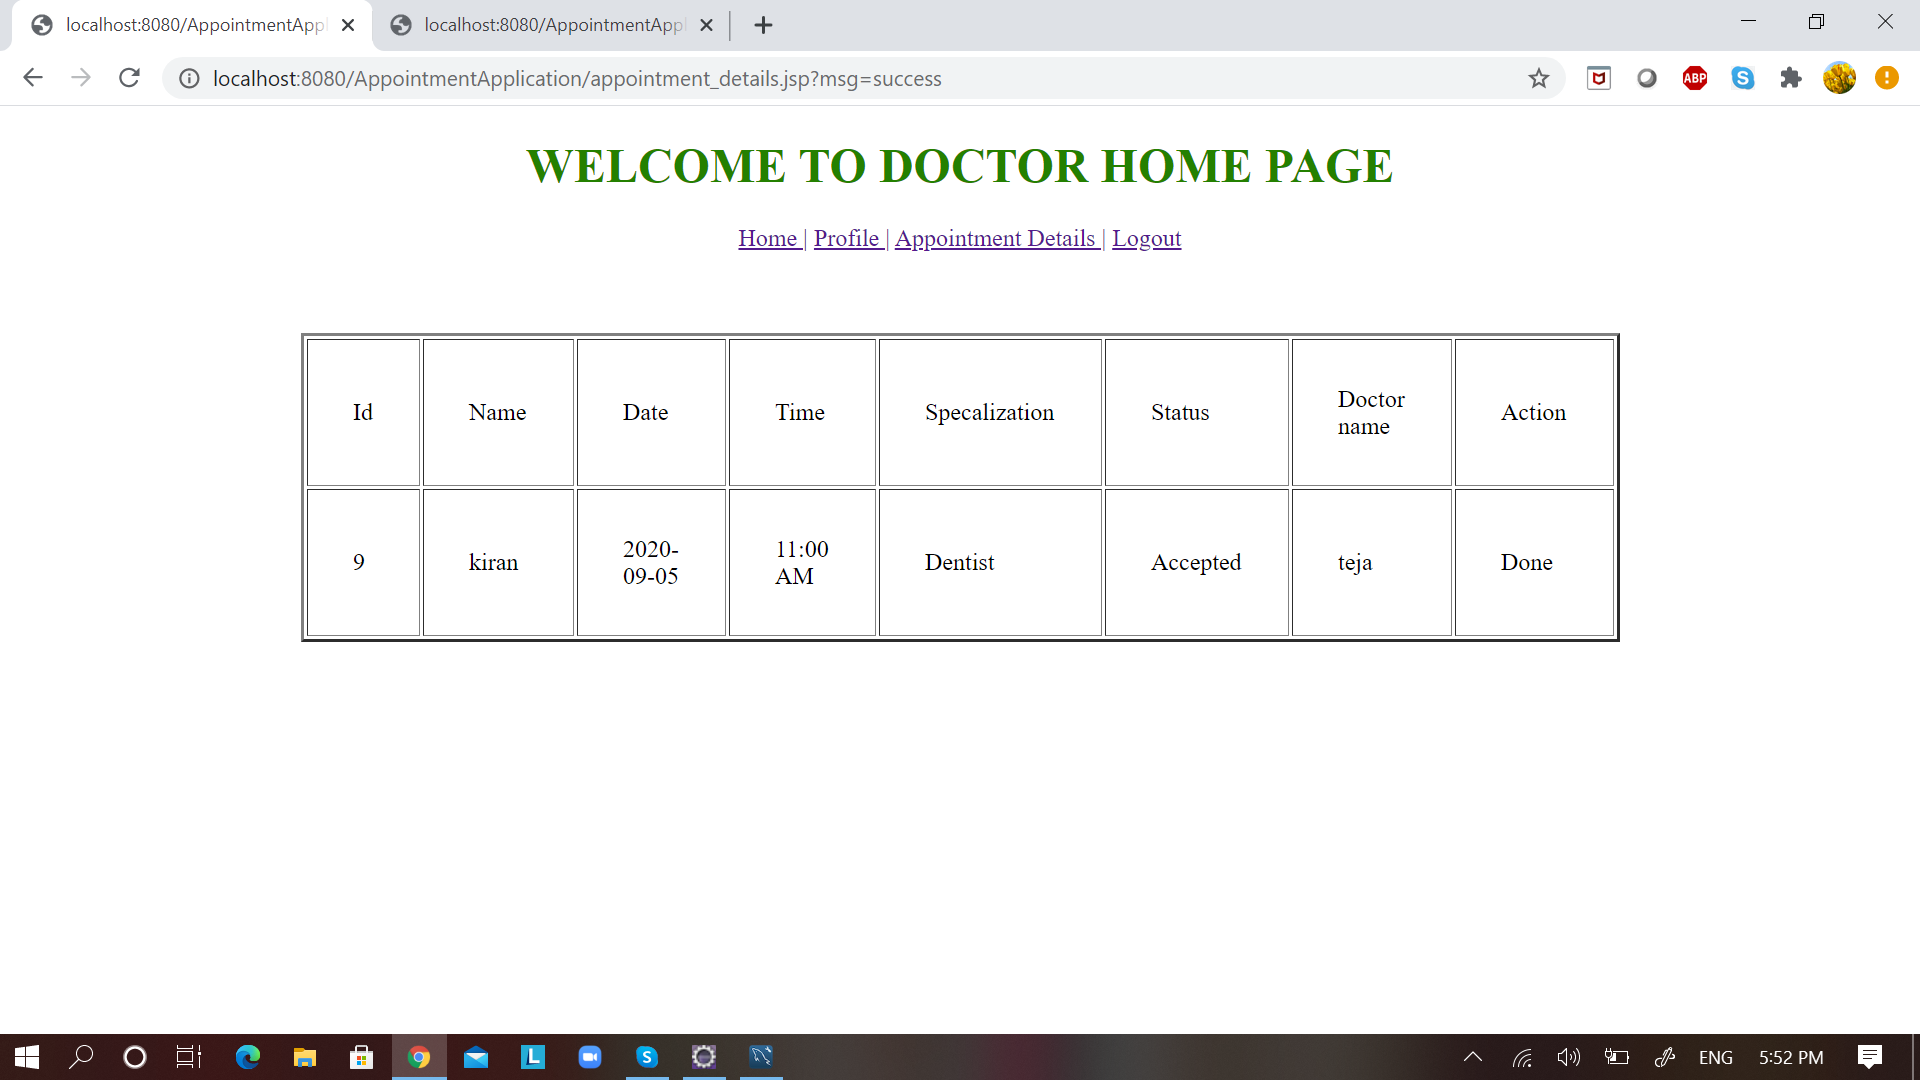 localhost:8080/AppointmentAppl
localhost:8080/AppointmentAppl
localhost:8080/AppointmentApplication/appointment_details.jsp?msg=success
ABP
WELCOME TO DOCTOR HOME PAGE
Home | Profile | Appointment Details | Logout
Id Name Date Time Specalization Status Doctor name Action
9 kiran 2020-09-05 11:00 AM Dentist Accepted teja Done
ENG 5:52 PM